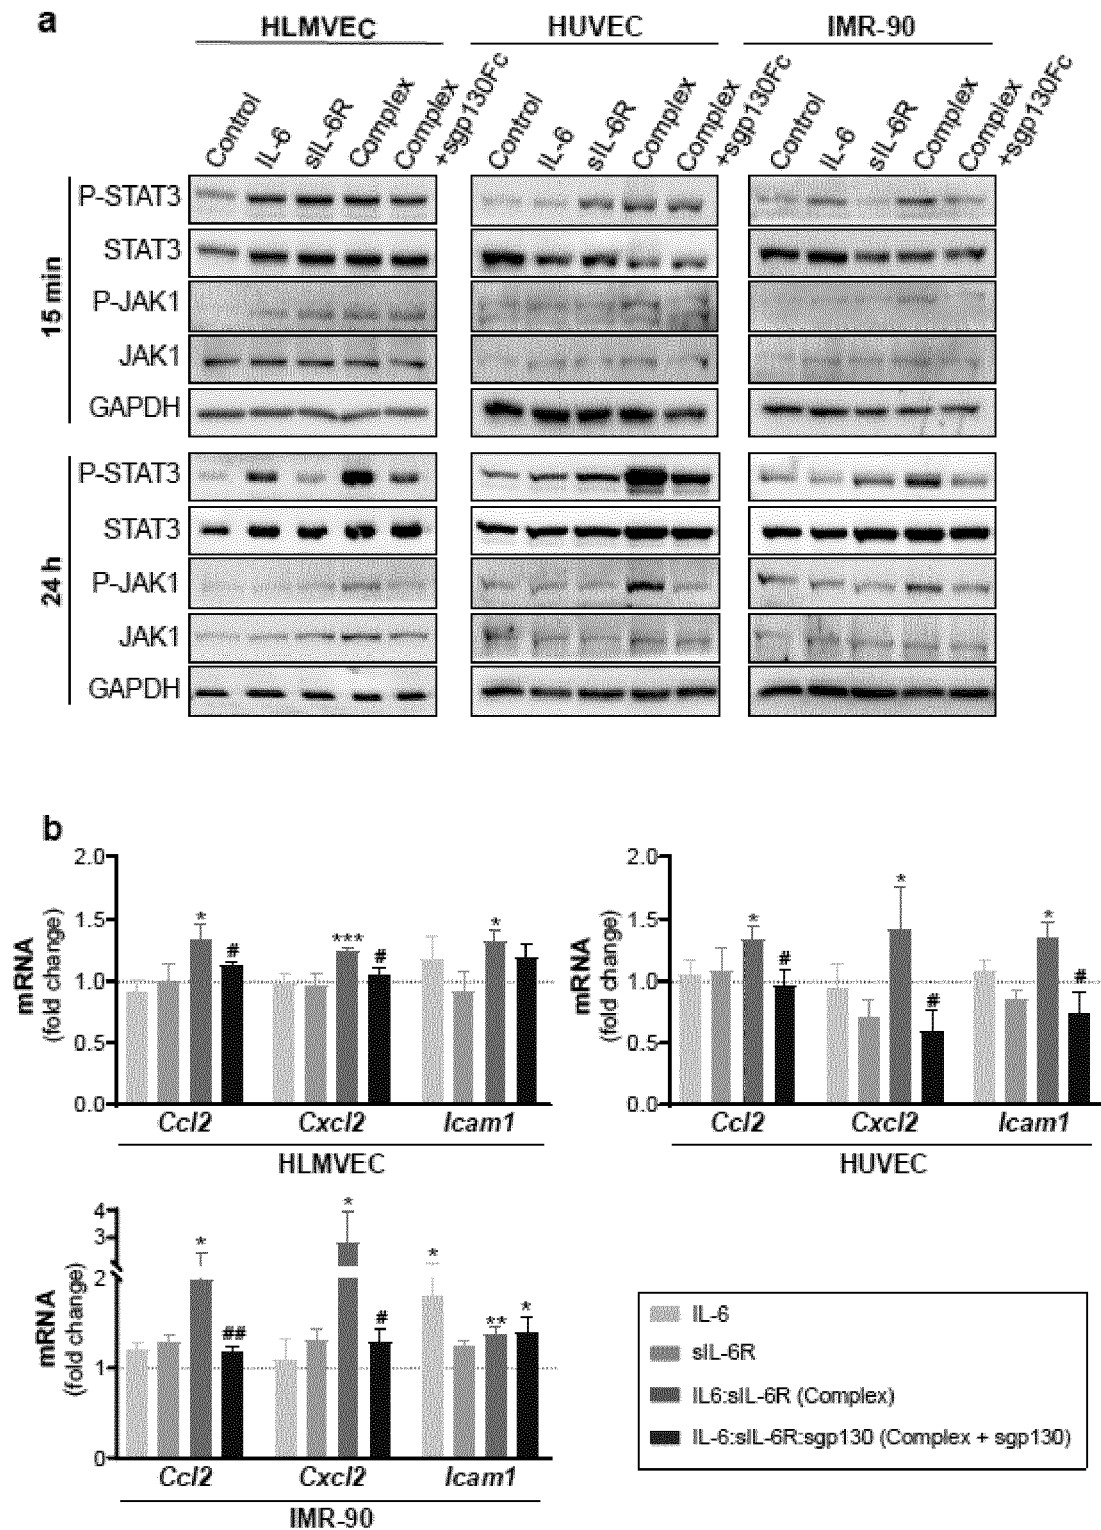 a
HLMVEC
HUVEC
IMR-90
Control
IL-6
sIL-6R
Complex
Complex
+sgp130Fc
Control
IL-6
sIL-6R
Complex
Complex
+sgp130Fc
Control
IL-6
sIL-6R
Complex
Complex
+sgp130Fc
15 min
P-STAT3
STAT3
P-JAK1
JAK1
GAPDH
24 h
P-STAT3
STAT3
P-JAK1
JAK1
GAPDH
b
mRNA
(fold change)
2.0
1.5
1.0
0.5
0.0
* # *** # *
Ccl2 Cxcl2 Icam1
HLMVEC
mRNA
(fold change)
2.0
1.5
1.0
0.5
0.0
* # * # * #
Ccl2 Cxcl2 Icam1
HUVEC
mRNA
(fold change)
4
3
2
1
0
* ## * # * ** *
Ccl2 Cxcl2 Icam1
IMR-90
IL-6
sIL-6R
IL6:sIL-6R (Complex)
IL-6:sIL-6R:sgp130 (Complex + sgp130)